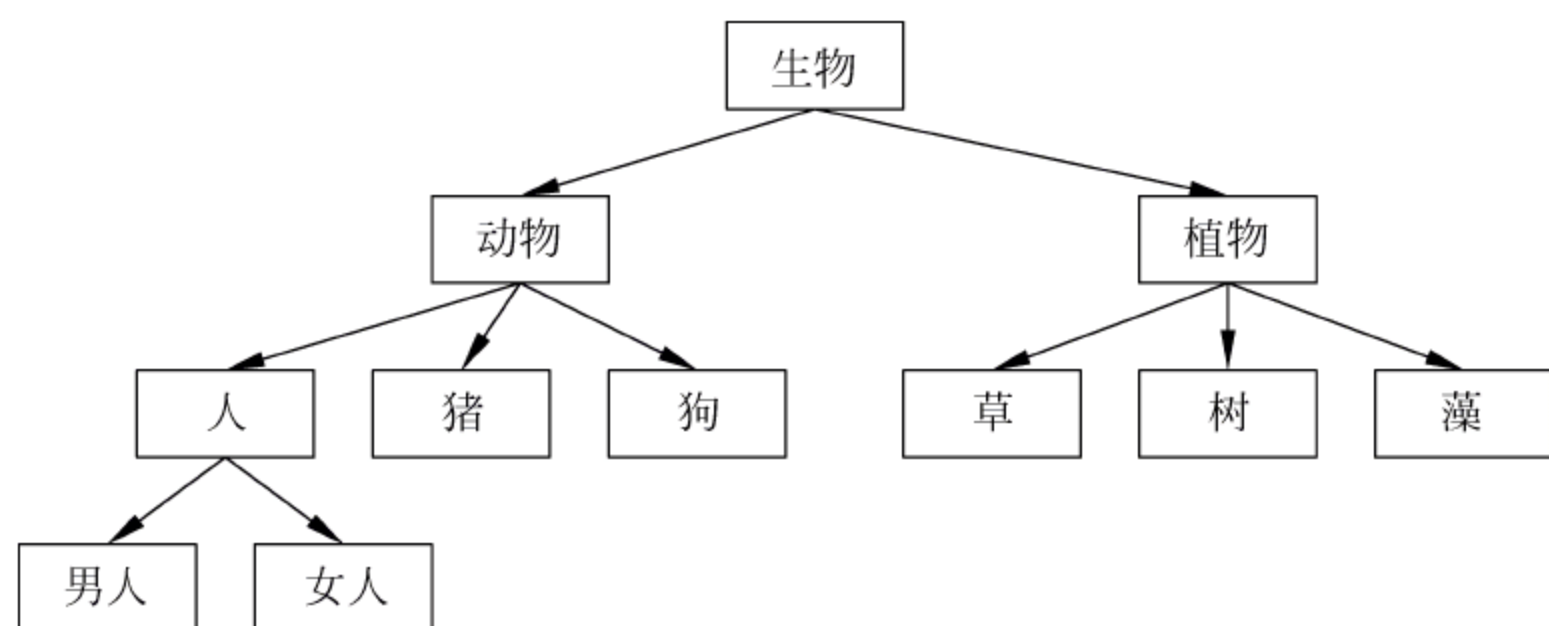 生物
动物
植物
人
猪
狗
草
树
藻
男人
女人